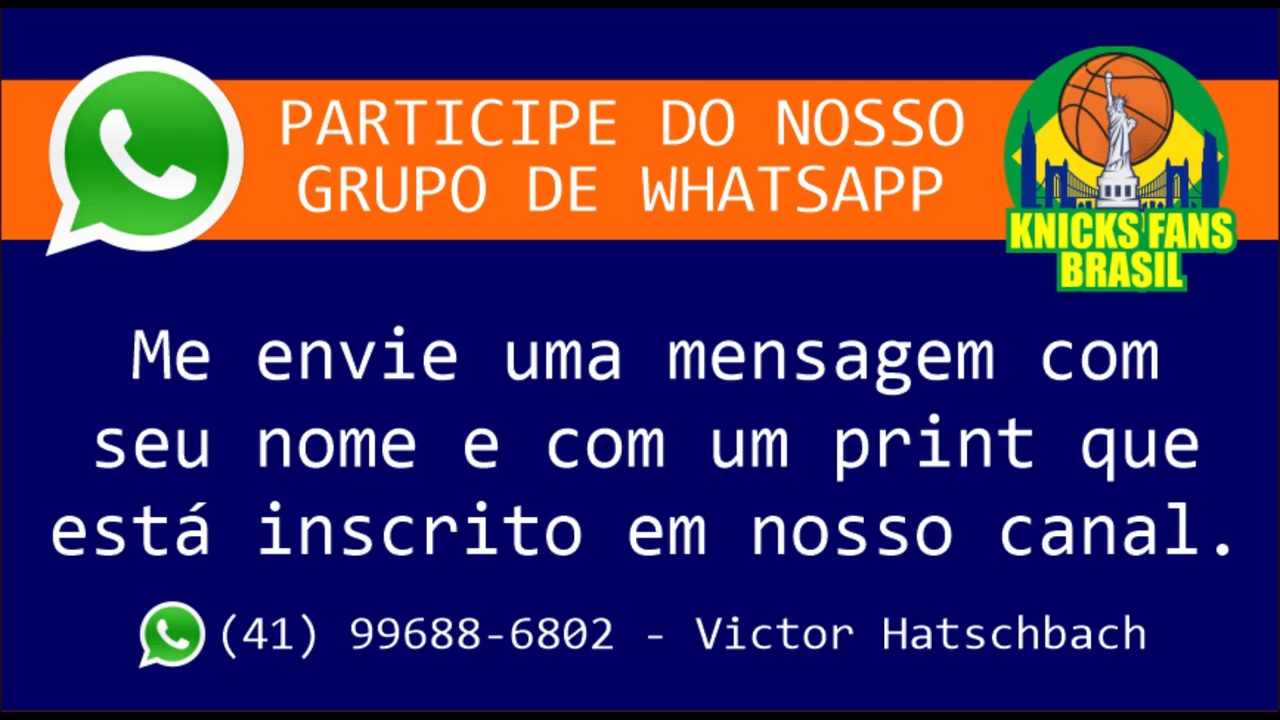 PARTICIPE DO NOSSO
GRUPO DE WHATSAPP
KNICKS FANS
BRASIL
Me envie uma mensagem com
seu nome e com um print que
está inscrito em nosso canal.
(41) 99688-6802 - Victor Hatschbach